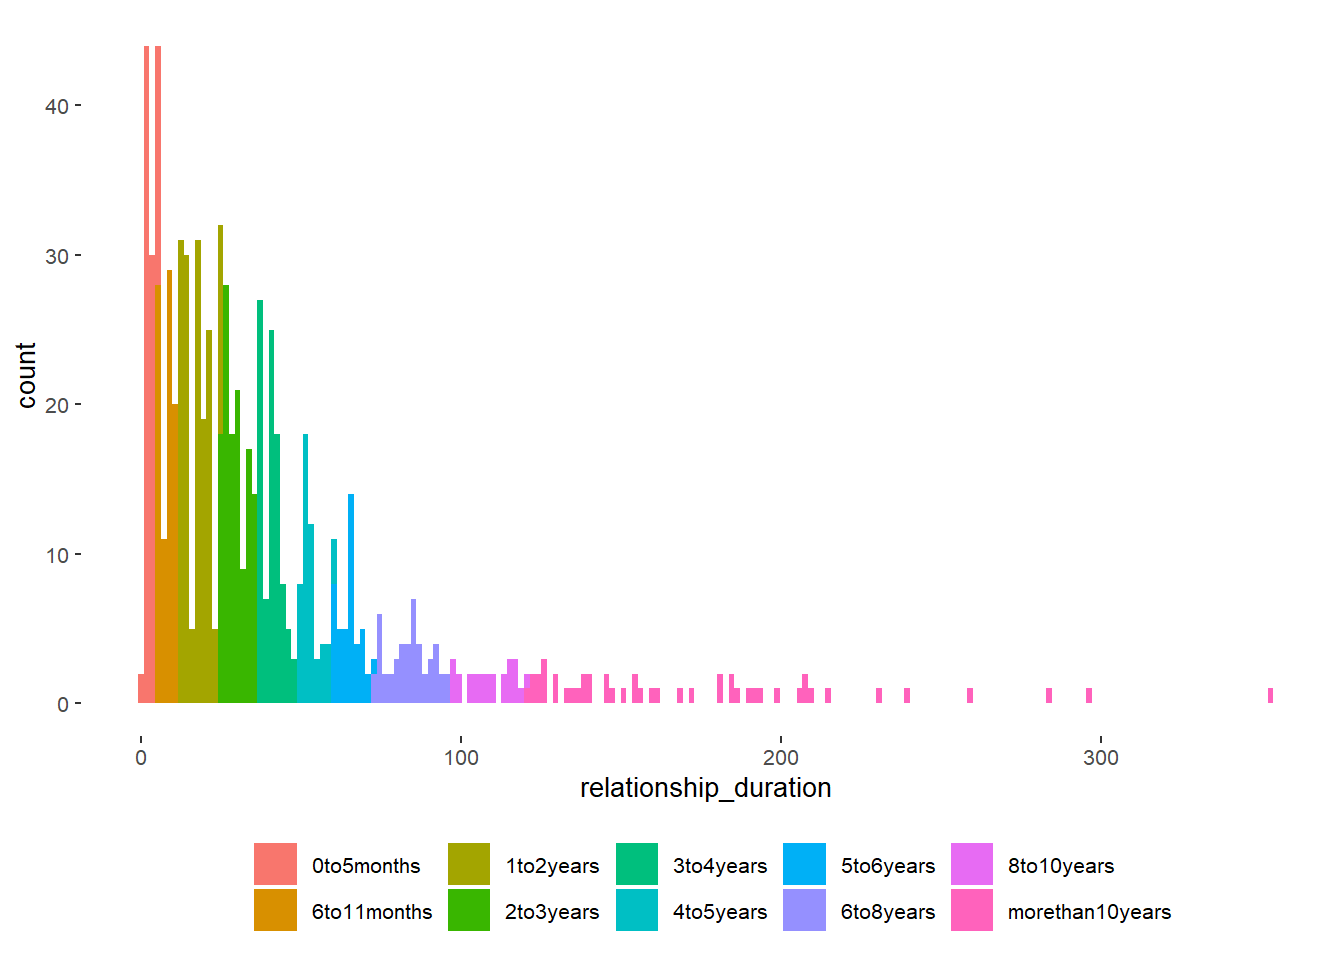 40
30
20
10
0
count
0 100 200 300
relationship_duration
0to5months 1to2years 3to4years 5to6years 8to10years
6to11months 2to3years 4to5years 6to8years morethan10years